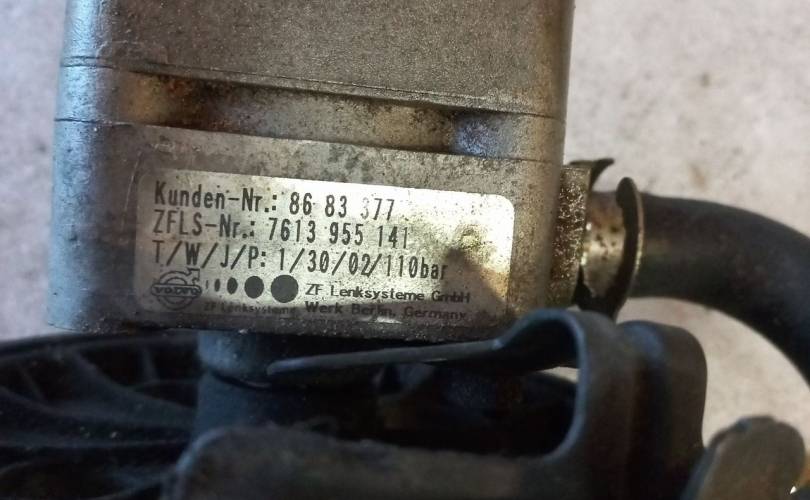 Kunden-Nr.: 86 83 377
ZFLS-Nr.: 7613 955 141
T/W/J/P: 1/30/02/110bar
VOLVO ZF Lenksysteme GmbH
ZF Lenksysteme Werk Berlin, Germany